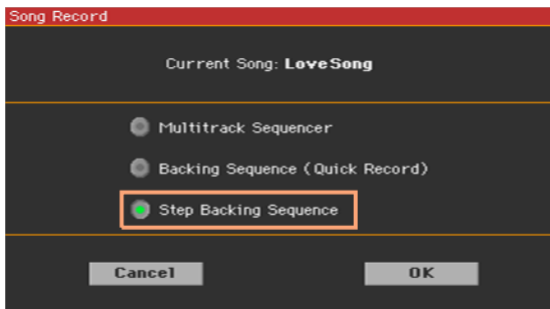 Song Record
Current Song: LoveSong
Multitrack Sequencer
Backing Sequence (Quick Record)
Step Backing Sequence
Cancel OK